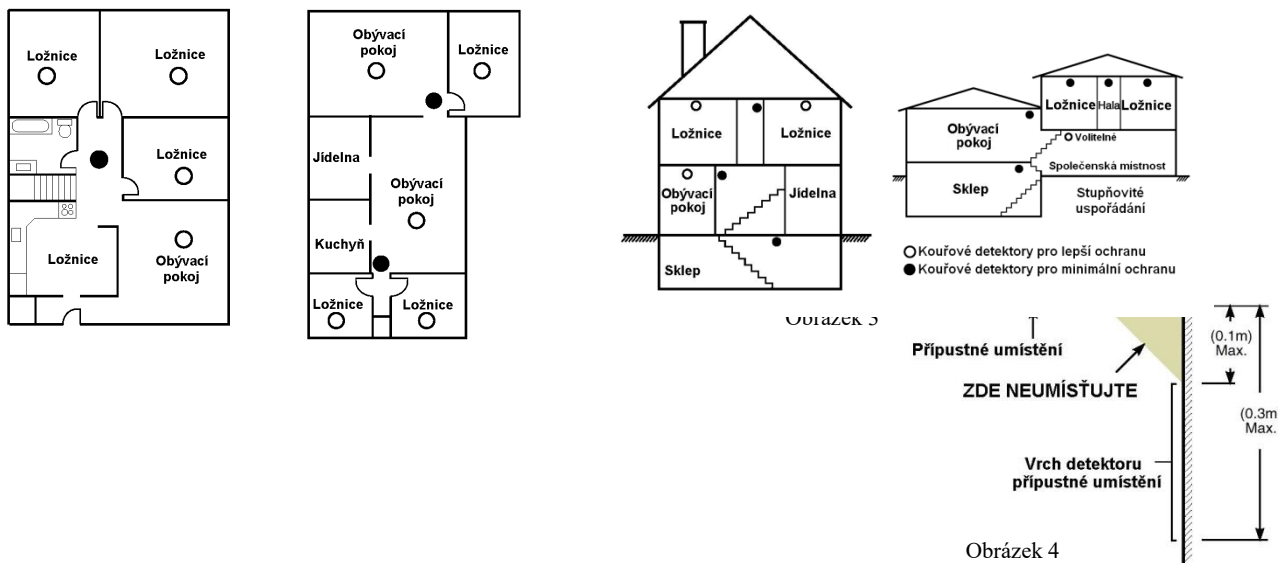 Ložnice
Ložnice
Ložnice
Ložnice
Obývací
pokoj
Obývací
pokoj
Ložnice
Jídelna
Obývací
pokoj
Kuchyň
Ložnice
Ložnice
Ložnice
Ložnice
Obývací
pokoj
Jídelna
Sklep
Ložnice
Hala
Ložnice
Obývací
pokoj
Volitelné
Společenská místnost
Sklep
Stupňovité
uspořádání
Kouřové detektory pro lepší ochranu
Kouřové detektory pro minimální ochranu
Obrázek 3
Přípustné umístění
ZDE NEUMÍSŤUJTE
(0.1m)
Max.
(0.3m
Max.
Vrch detektoru
přípustné umístění
Obrázek 4